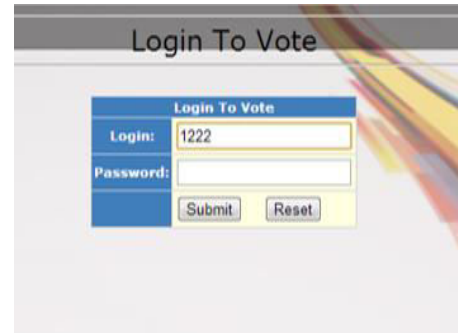 Login To Vote
Login To Vote
Login: 1222
Password:
Submit Reset